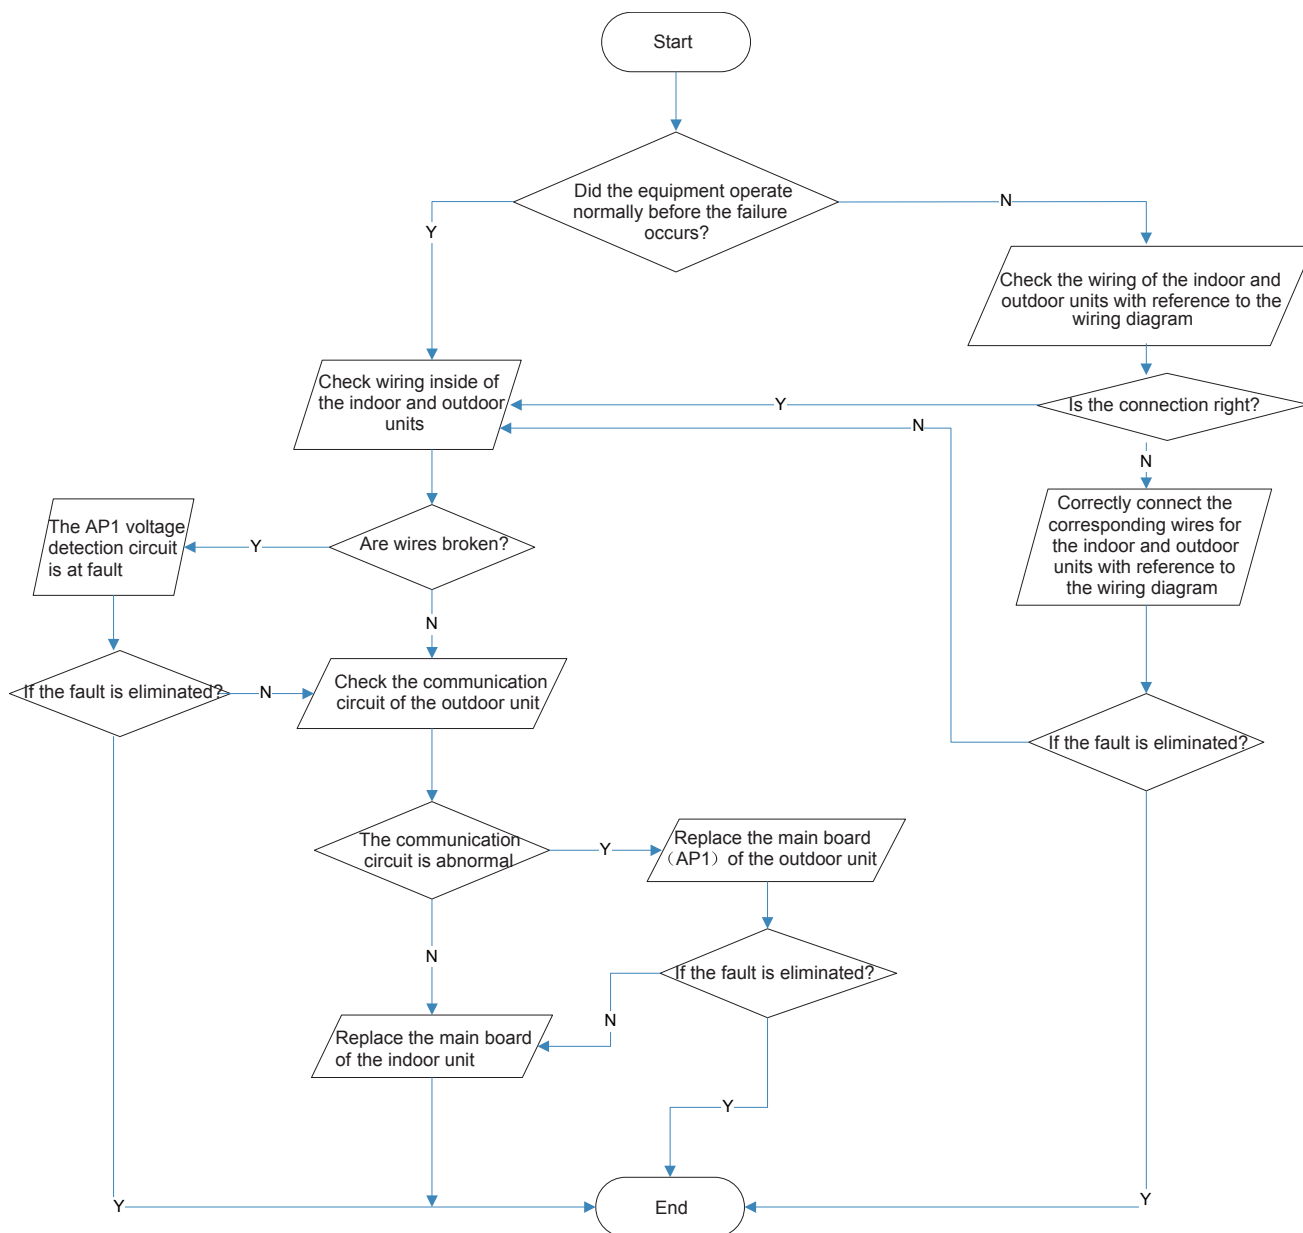 Start
Did the equipment operate
normally before the failure
occurs?
N
Y
Check the wiring of the indoor and
outdoor units with reference to the
wiring diagram
Check wiring inside of
the indoor and outdoor
units
Y
Is the connection right?
N
N
Correctly connect the
corresponding wires for
the indoor and outdoor
units with reference to
the wiring diagram
The AP1 voltage
detection circuit
is at fault
Y
Are wires broken?
N
If the fault is eliminated?
N
Check the communication
circuit of the outdoor unit
If the fault is eliminated?
The communication
circuit is abnormal
Y
Replace the main board
（AP1）of the outdoor unit
N
If the fault is eliminated?
N
Replace the main board
of the indoor unit
Y
Y
End
Y